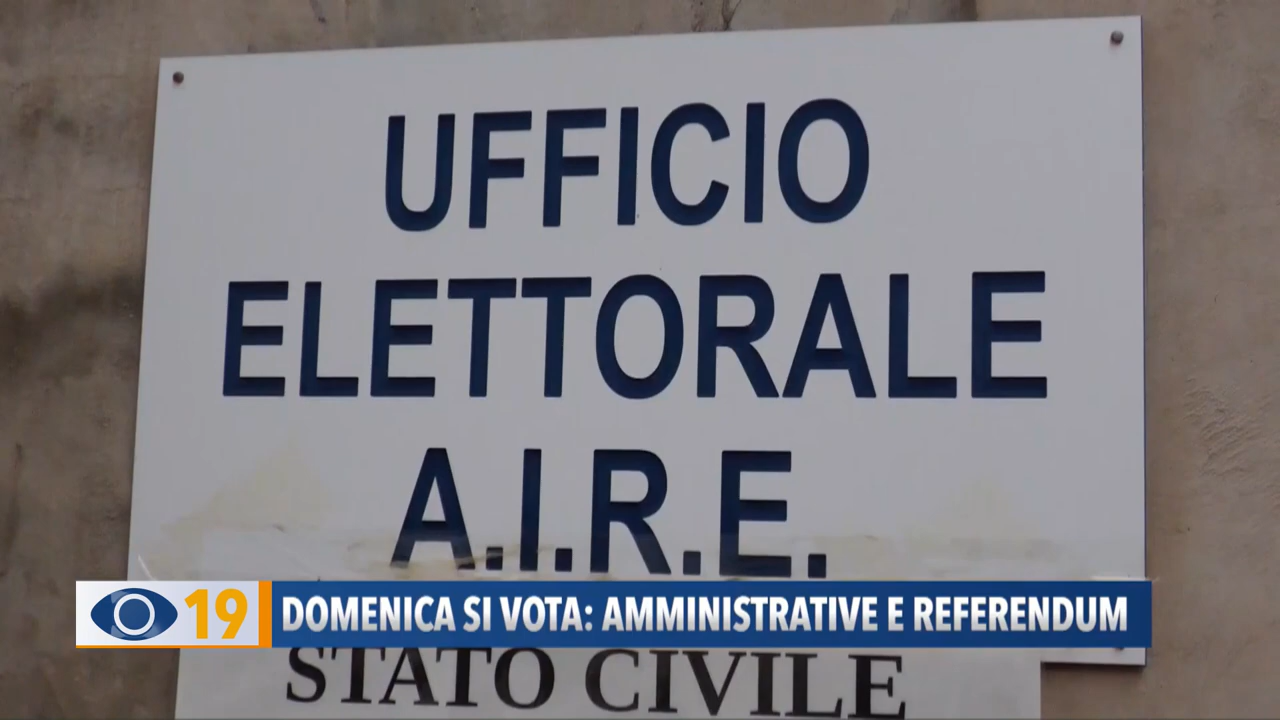 UFFICIO
ELETTORALE
A.I.R.E.
19 DOMENICA SI VOTA: AMMINISTRATIVE E REFERENDUM
STATO CIVILE